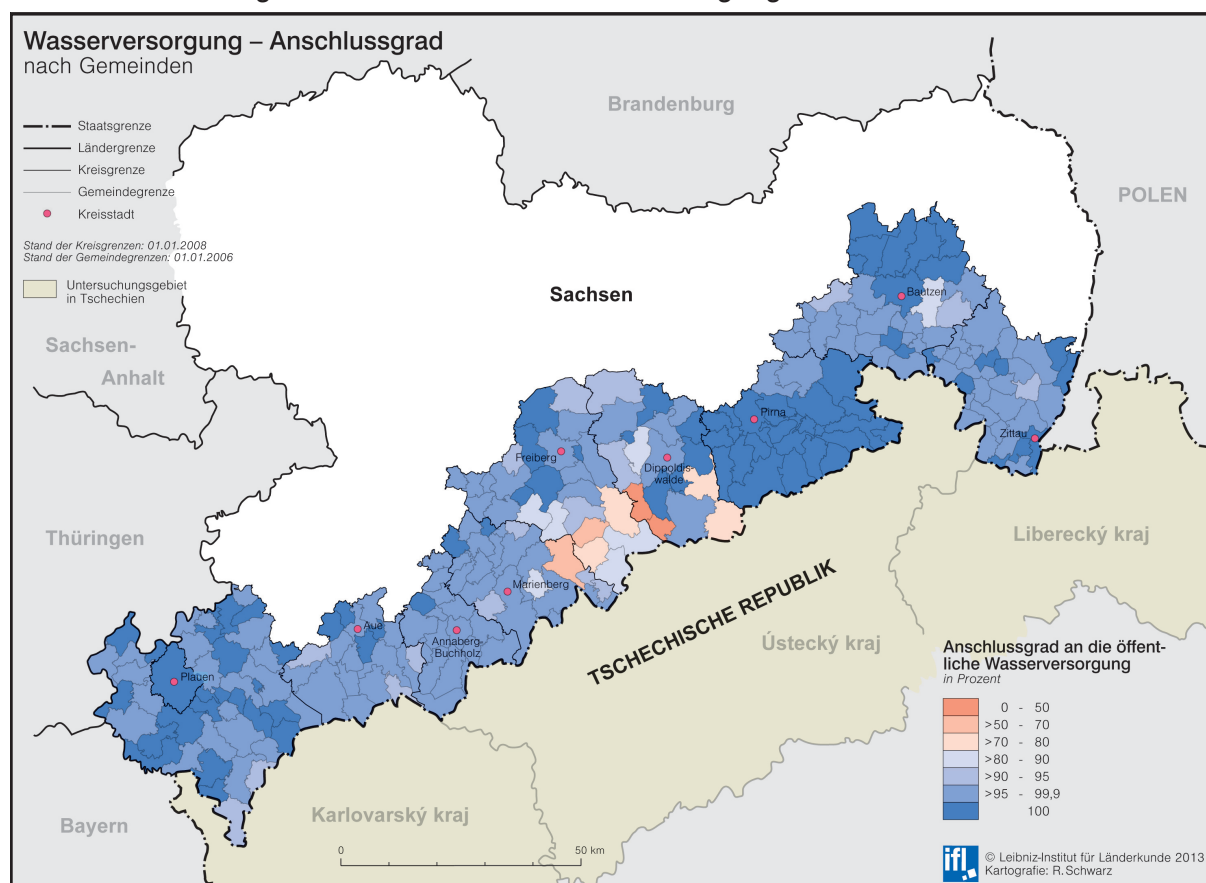 Wasserversorgung – Anschlussgrad
nach Gemeinden
Staatsgrenze
Ländergrenze
Kreisgrenze
Gemeindegrenze
Kreisstadt
Stand der Kreisgrenzen: 01.01.2008
Stand der Gemeindegrenzen: 01.01.2006
Untersuchungsgebiet
in Tschechien
Brandenburg
POLEN
Sachsen
Sachsen-
Anhalt
Thüringen
Bayern
Bautzen
Zittau
Pirna
Freiberg
Dippoldis-
walde
Marienberg
Aue
Annaberg-
Buchholz
Plauen
TSCHECHISCHE REPUBLIK
Liberecký kraj
Ústecký kraj
Karlovarský kraj
0 50 km
Anschlussgrad an die öffent-
liche Wasserversorgung
in Prozent
0 - 50
>50 - 70
>70 - 80
>80 - 90
>90 - 95
>95 - 99,9
100
ifl
© Leibniz-Institut für Länderkunde 2013
Kartografie: R.Schwarz